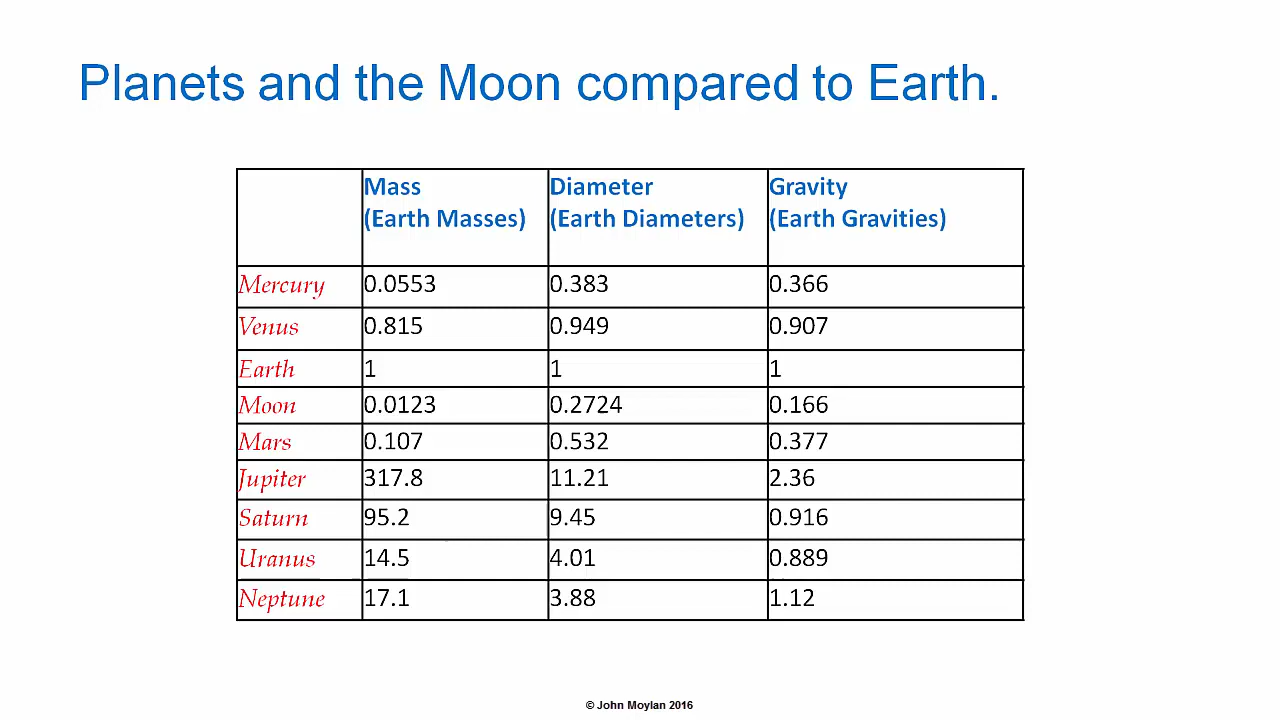 Planets and the Moon compared to Earth.
Mass Diameter Gravity
(Earth Masses) (Earth Diameters) (Earth Gravities)
Mercury 0.0553 0.383 0.366
Venus 0.815 0.949 0.907
Earth 1 1 1
Moon 0.0123 0.2724 0.166
Mars 0.107 0.532 0.377
Jupiter 317.8 11.21 2.36
Saturn 95.2 9.45 0.916
Uranus 14.5 4.01 0.889
Neptune 17.1 3.88 1.12
© John Moylan 2016